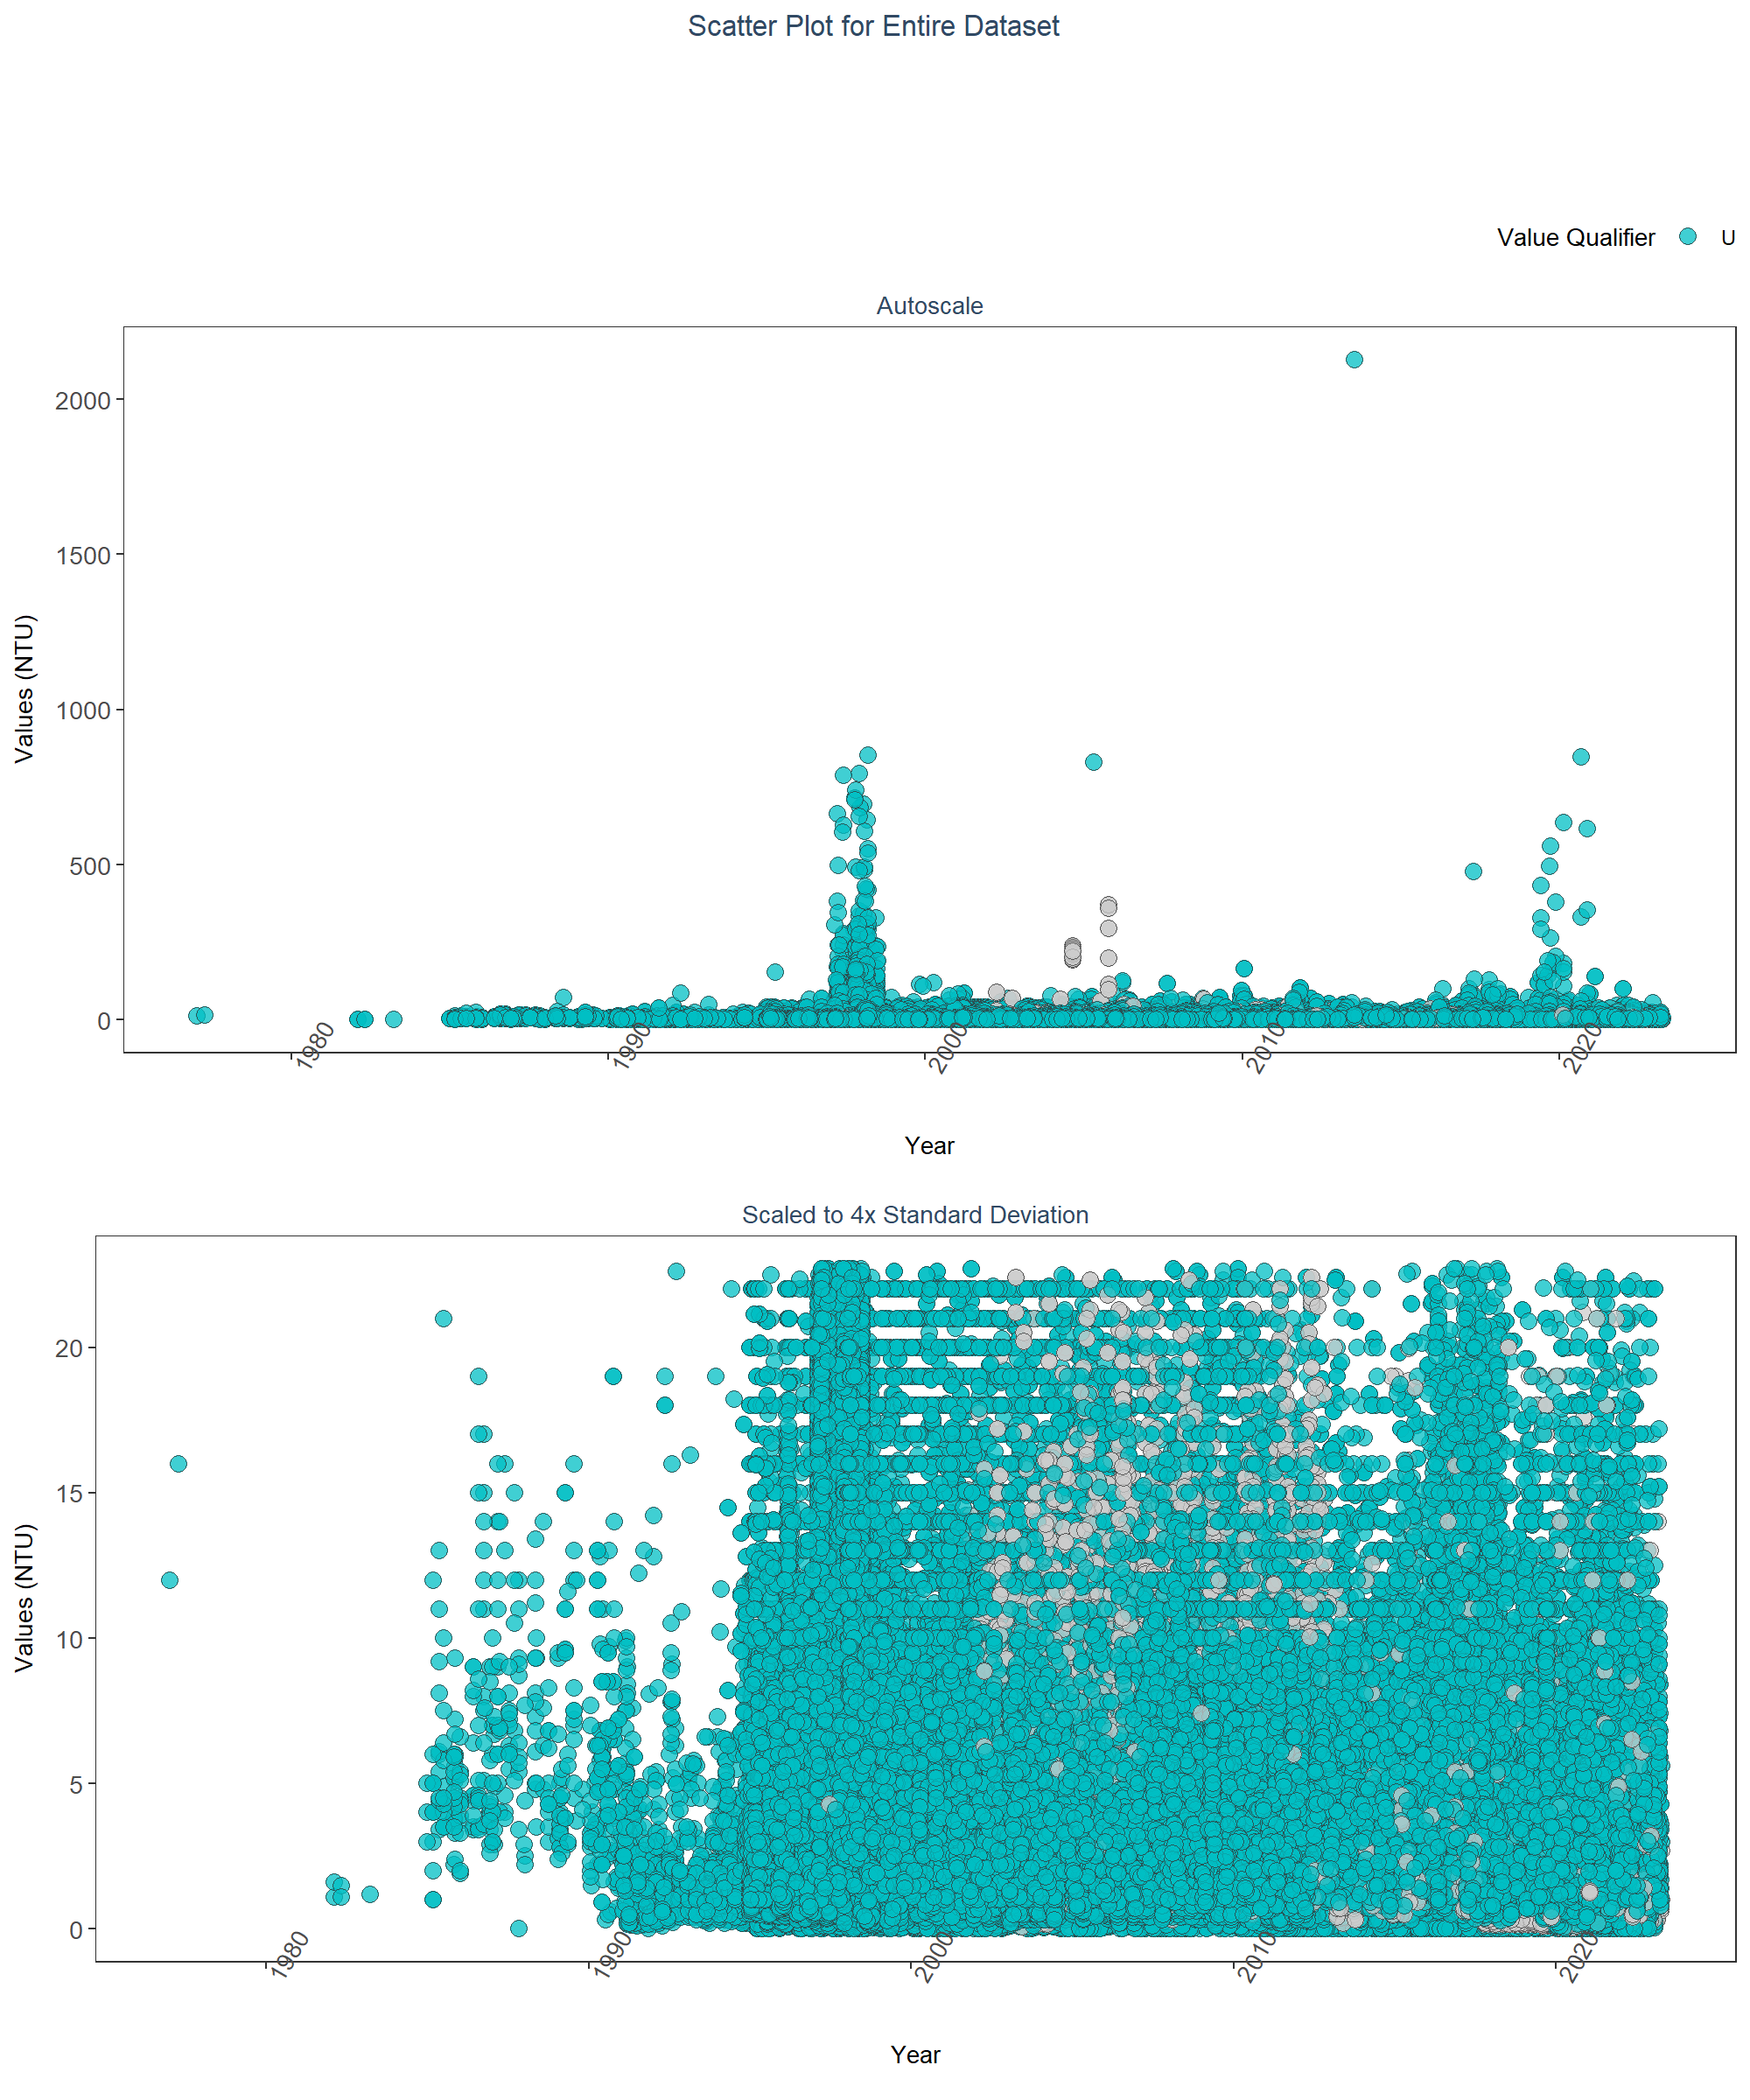 Scatter Plot for Entire Dataset
Value Qualifier U
Autoscale
Values (NTU)
2000
1500
1000
500
0
1980 1990 2000 2010 2020
Year
Scaled to 4x Standard Deviation
Values (NTU)
20
15
10
5
0
1980 1990 2000 2010 2020
Year